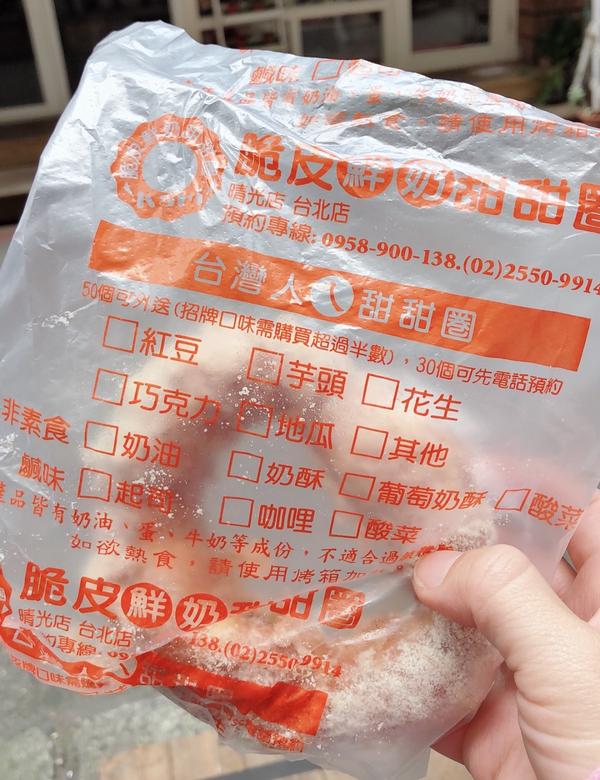 鹹味
脆皮鮮奶甜甜圈
晴光店 台北店
預約專線: 0958-900-138.(02)2550-9914
台灣人ㄟ甜甜圈
50個可外送(招牌口味需購買超過半數)，30個可先電話預約
□紅豆 □芋頭 □花生
□巧克力 □地瓜 □其他
非素食 □奶油 □奶酥 □葡萄奶酥 □酸菜
鹹味 □起司 □咖哩 □酸菜
產品皆有奶油、蛋、牛奶等成份，不適合過
如欲熱食，請使用烤箱加
脆皮鮮奶甜甜圈
晴光店 台北店
約專線:
138.(02)2550-9914